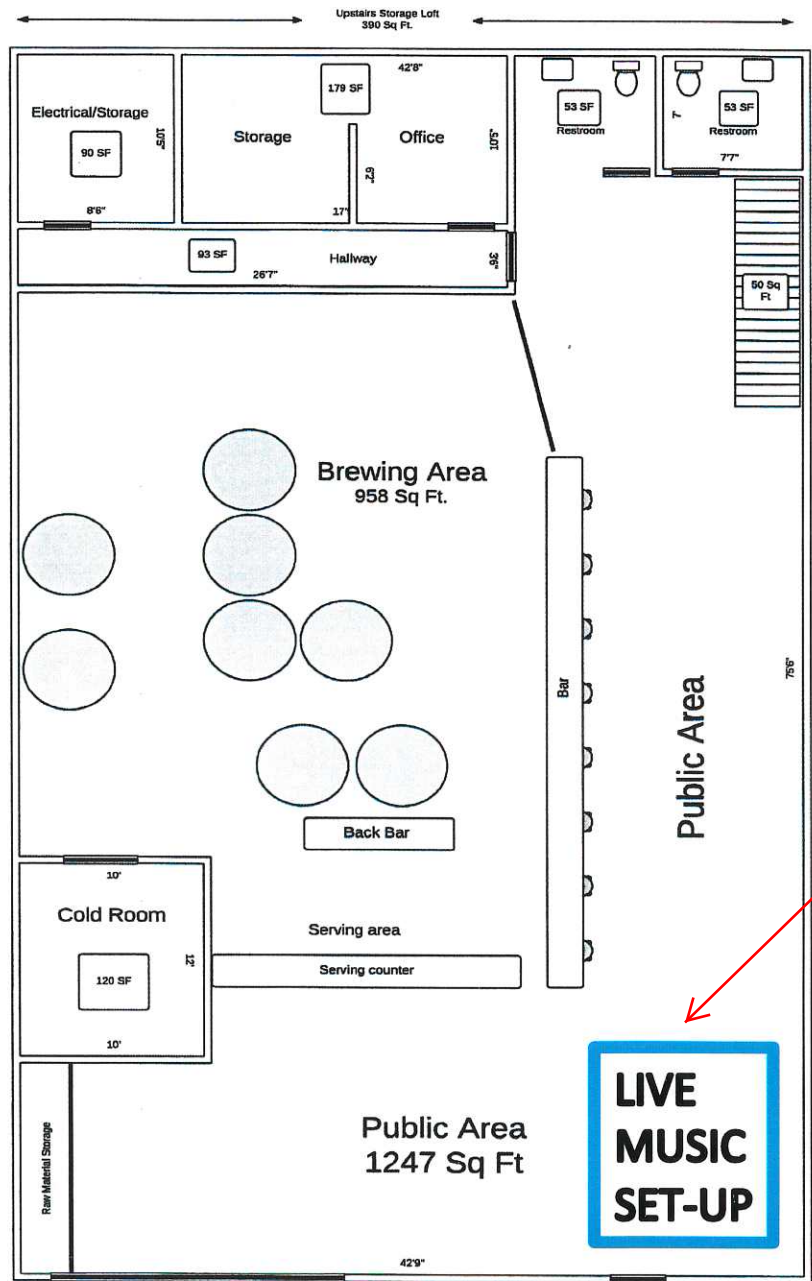 Upstairs Storage Loft
390 Sq Ft.
42'8"
179 SF
Electrical/Storage
90 SF
10'5"
8'6"
Storage
Office
10'5"
6'2"
17'
53 SF
Restroom
53 SF
Restroom
7'
7'7"
93 SF
Hallway
26'7"
3'6"
50 Sq
Ft
Brewing Area
958 Sq Ft.
Bar
Public Area
75'6"
Back Bar
10'
Cold Room
12'
120 SF
10'
Serving area
Serving counter
Raw Material Storage
Public Area
1247 Sq Ft
LIVE
MUSIC
SET-UP
42'9"